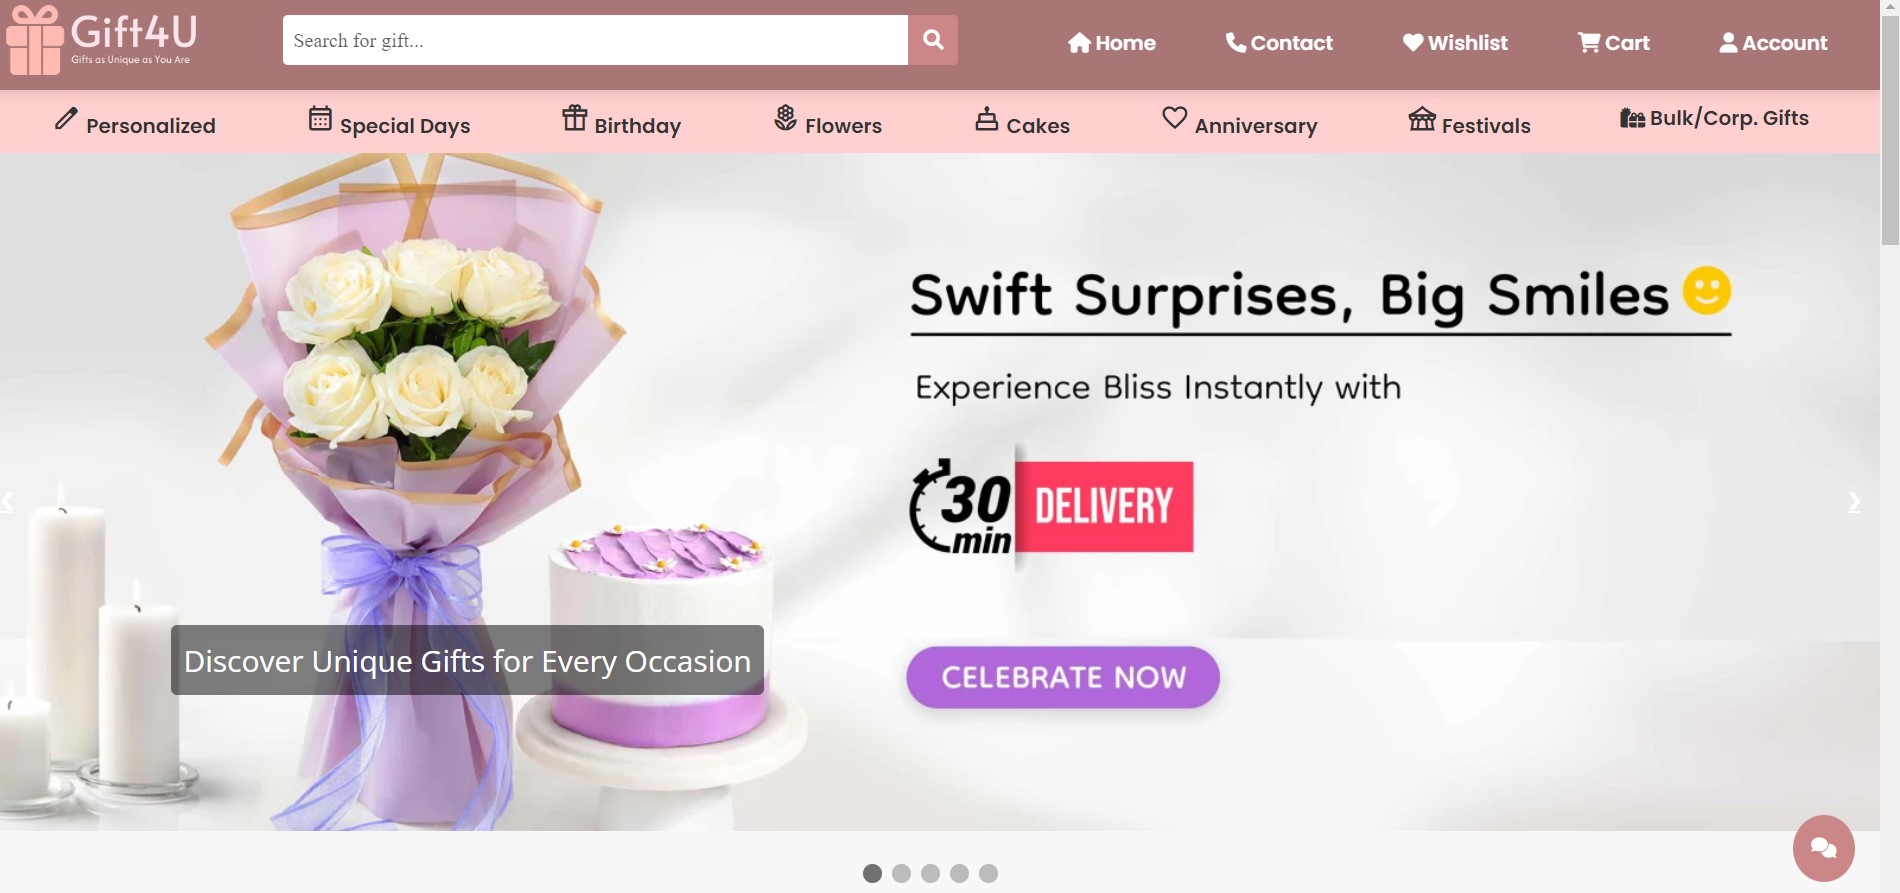 Gift4U
Gifts as Unique as You Are
Search for gift...
Home
Contact
Wishlist
Cart
Account
Personalized
Special Days
Birthday
Flowers
Cakes
Anniversary
Festivals
Bulk/Corp. Gifts
Swift Surprises, Big Smiles
Experience Bliss Instantly with
30
min
DELIVERY
Discover Unique Gifts for Every Occasion
CELEBRATE NOW